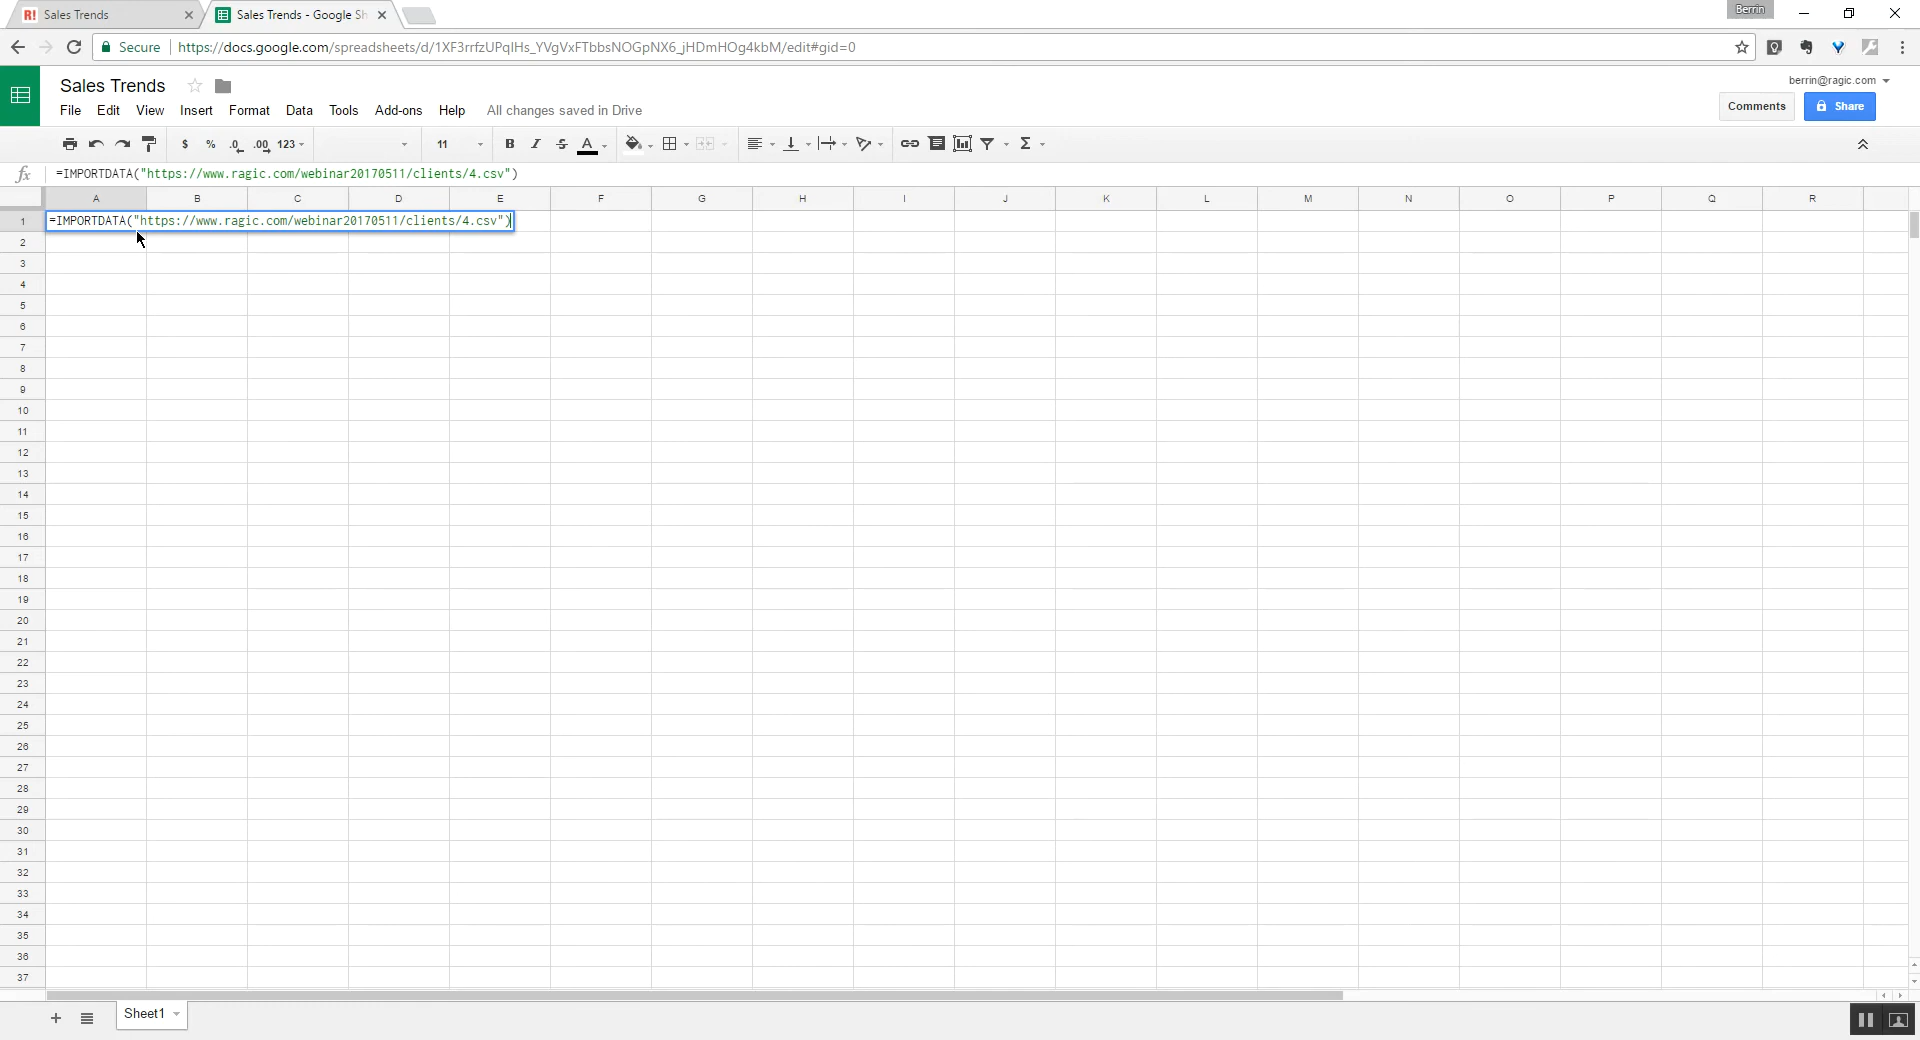 R! Sales Trends
Sales Trends - Google Sh
Berrin
Secure https://docs.google.com/spreadsheets/d/1XF3rrfzUPqIHs_YVgVxFTbbsNOGpNX6_jHDmHOg4kbM/edit#gid=0
Sales Trends
berrin@ragic.com
File Edit View Insert Format Data Tools Add-ons Help All changes saved in Drive
Comments Share
$ % .0 .00 123 11 B I S A Σ
fx =IMPORTDATA("https://www.ragic.com/webinar20170511/clients/4.csv")
A B C D E F G H I J K L M N O P Q R
1 =IMPORTDATA("https://www.ragic.com/webinar20170511/clients/4.csv")
2
3
4
5
6
7
8
9
10
11
12
13
14
15
16
17
18
19
20
21
22
23
24
25
26
27
28
29
30
31
32
33
34
35
36
37
Sheet1